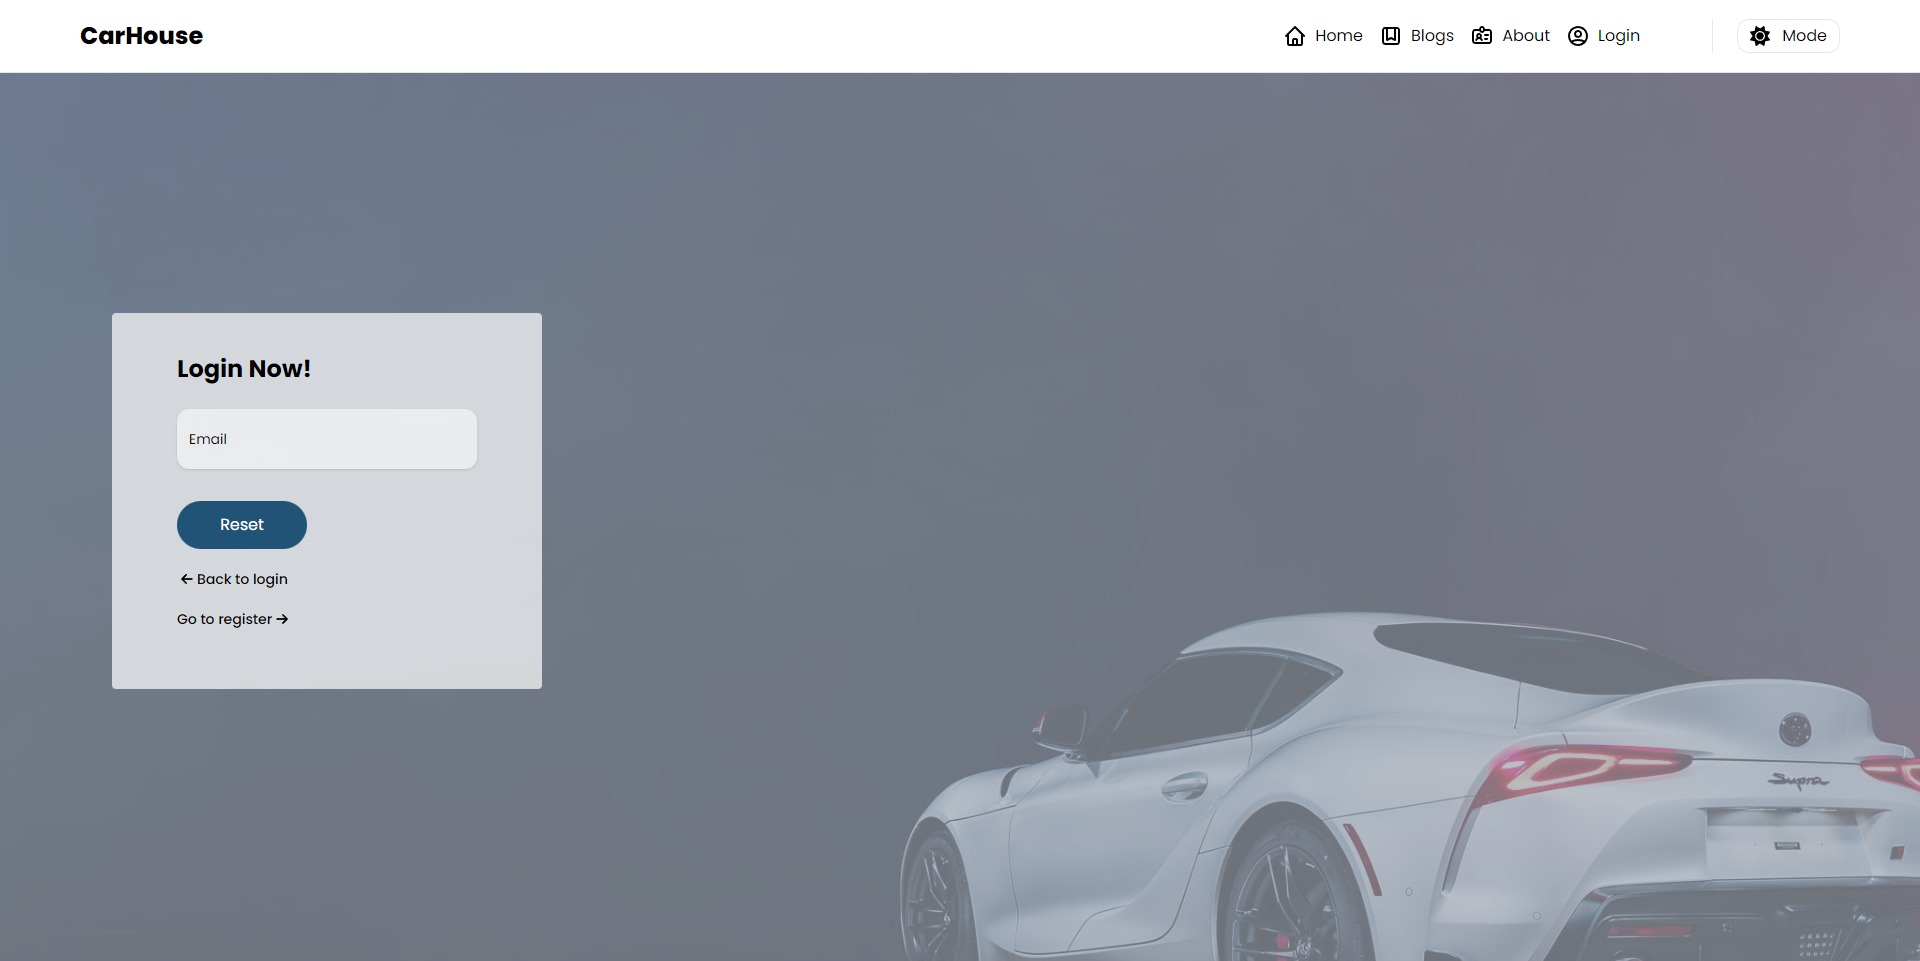 CarHouse
Home
Blogs
About
Login
Mode
Login Now!
Email
Reset
Back to login
Go to register
Supra